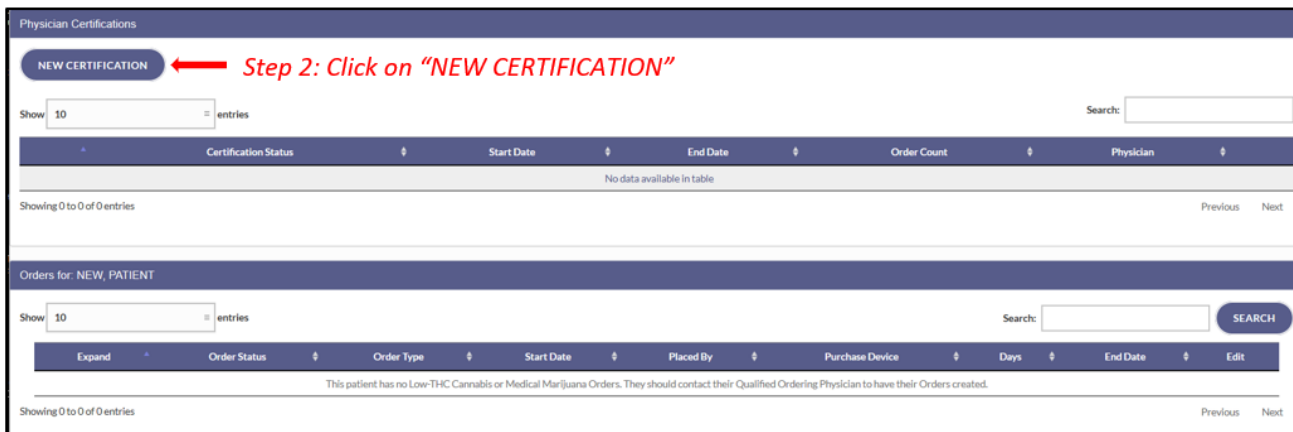 Physician Certifications
NEW CERTIFICATION
Step 2: Click on “NEW CERTIFICATION”
Show 10 entries
Search:
Certification Status Start Date End Date Order Count Physician
No data available in table
Showing 0 to 0 of 0 entries
Previous Next
Orders for: NEW, PATIENT
Show 10 entries
Search: SEARCH
Expand Order Status Order Type Start Date Placed By Purchase Device Days End Date Edit
This patient has no Low-THC Cannabis or Medical Marijuana Orders. They should contact their Qualified Ordering Physician to have their Orders created.
Showing 0 to 0 of 0 entries
Previous Next